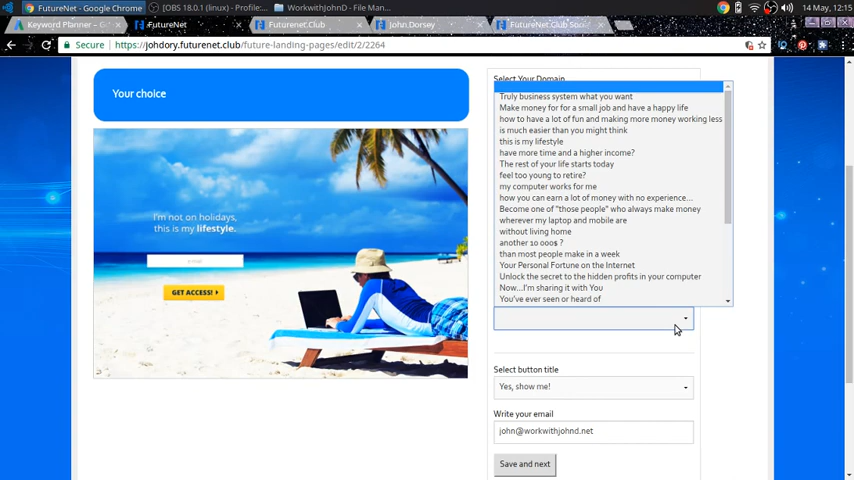 FutureNet - Google Chrome
[OBS 18.0.1 (linux) - Profile:...
WorkwithjohnD - File Man...
14 May, 12:15
Keyword Planner – G
FutureNet
Futurenet.Club
John Dorsey
FutureNet Club Soc
Secure
https://johdory.futurenet.club/future-landing-pages/edit/2/2264
Your choice
I'm not on holidays,
this is my lifestyle.
e-mail
GET ACCESS!
Select Your Domain
Truly business system what you want
Make money for for a small job and have a happy life
how to have a lot of fun and making more money working less
is much easier than you might think
this is my lifestyle
have more time and a higher income?
The rest of your life starts today
feel too young to retire?
my computer works for me
how you can earn a lot of money with no experience...
Become one of "those people" who always make money
wherever my laptop and mobile are
without living home
another 10 000$ ?
than most people make in a week
Your Personal Fortune on the Internet
Unlock the secret to the hidden profits in your computer
Now...I'm sharing it with You
You've ever seen or heard of
Select button title
Yes, show me!
Write your email
john@workwithjohnd.net
Save and next